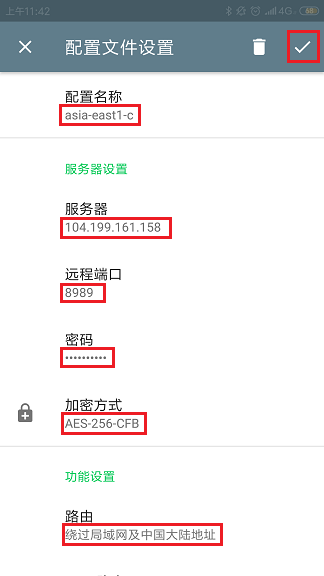 上午11:42
4G
68
配置文件设置
配置名称
asia-east1-c
服务器设置
服务器
104.199.161.158
远程端口
8989
密码
••••••••••
加密方式
AES-256-CFB
功能设置
路由
绕过局域网及中国大陆地址